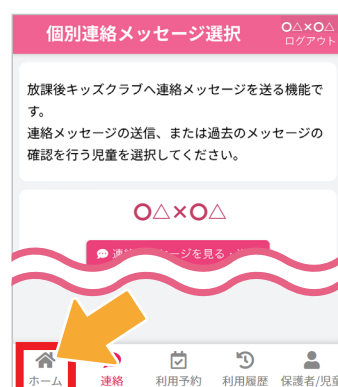 個別連絡メッセージ選択
○△×○△
ログアウト
放課後キッズクラブへ連絡メッセージを送る機能で
す。
連絡メッセージの送信、または過去のメッセージの
確認を行う児童を選択してください。
○△×○△
ージを見る
ホーム
連絡
利用予約
利用履歴
保護者/児童